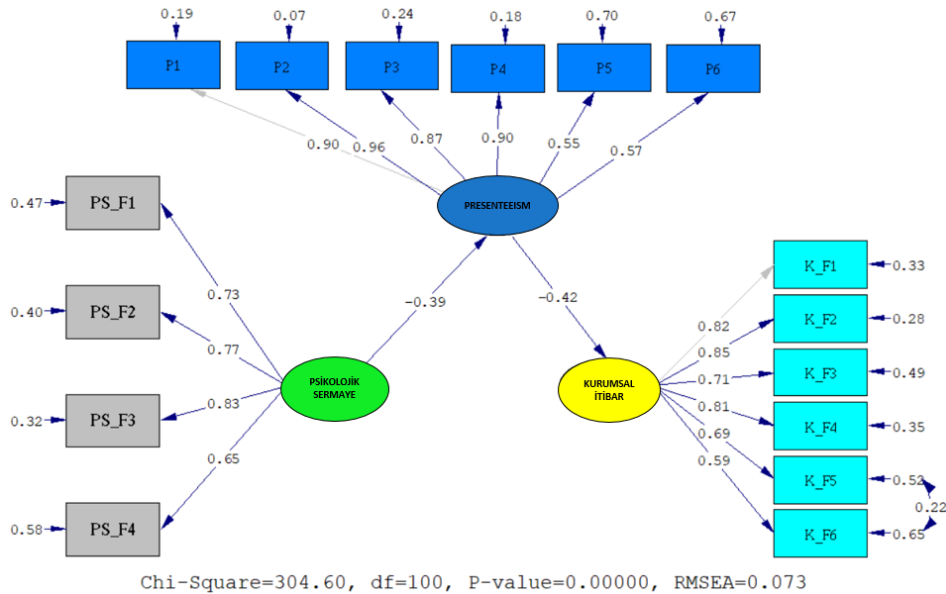 0.19 0.07 0.24 0.18 0.70 0.67
P1 P2 P3 P4 P5 P6
0.90 0.96 0.87 0.90 0.55 0.57
PRESENTEEISM
0.47 PS_F1
0.40 PS_F2
0.32 PS_F3
0.58 PS_F4
0.73
0.77
0.83
0.65
PSİKOLOJİK
SERMAYE
-0.39
-0.42
KURUMSAL
İTİBAR
0.82
0.85
0.71
0.81
0.69
0.59
K_F1 0.33
K_F2 0.28
K_F3 0.49
K_F4 0.35
K_F5 0.52
0.22
K_F6 0.65
Chi-Square=304.60, df=100, P-value=0.00000, RMSEA=0.073